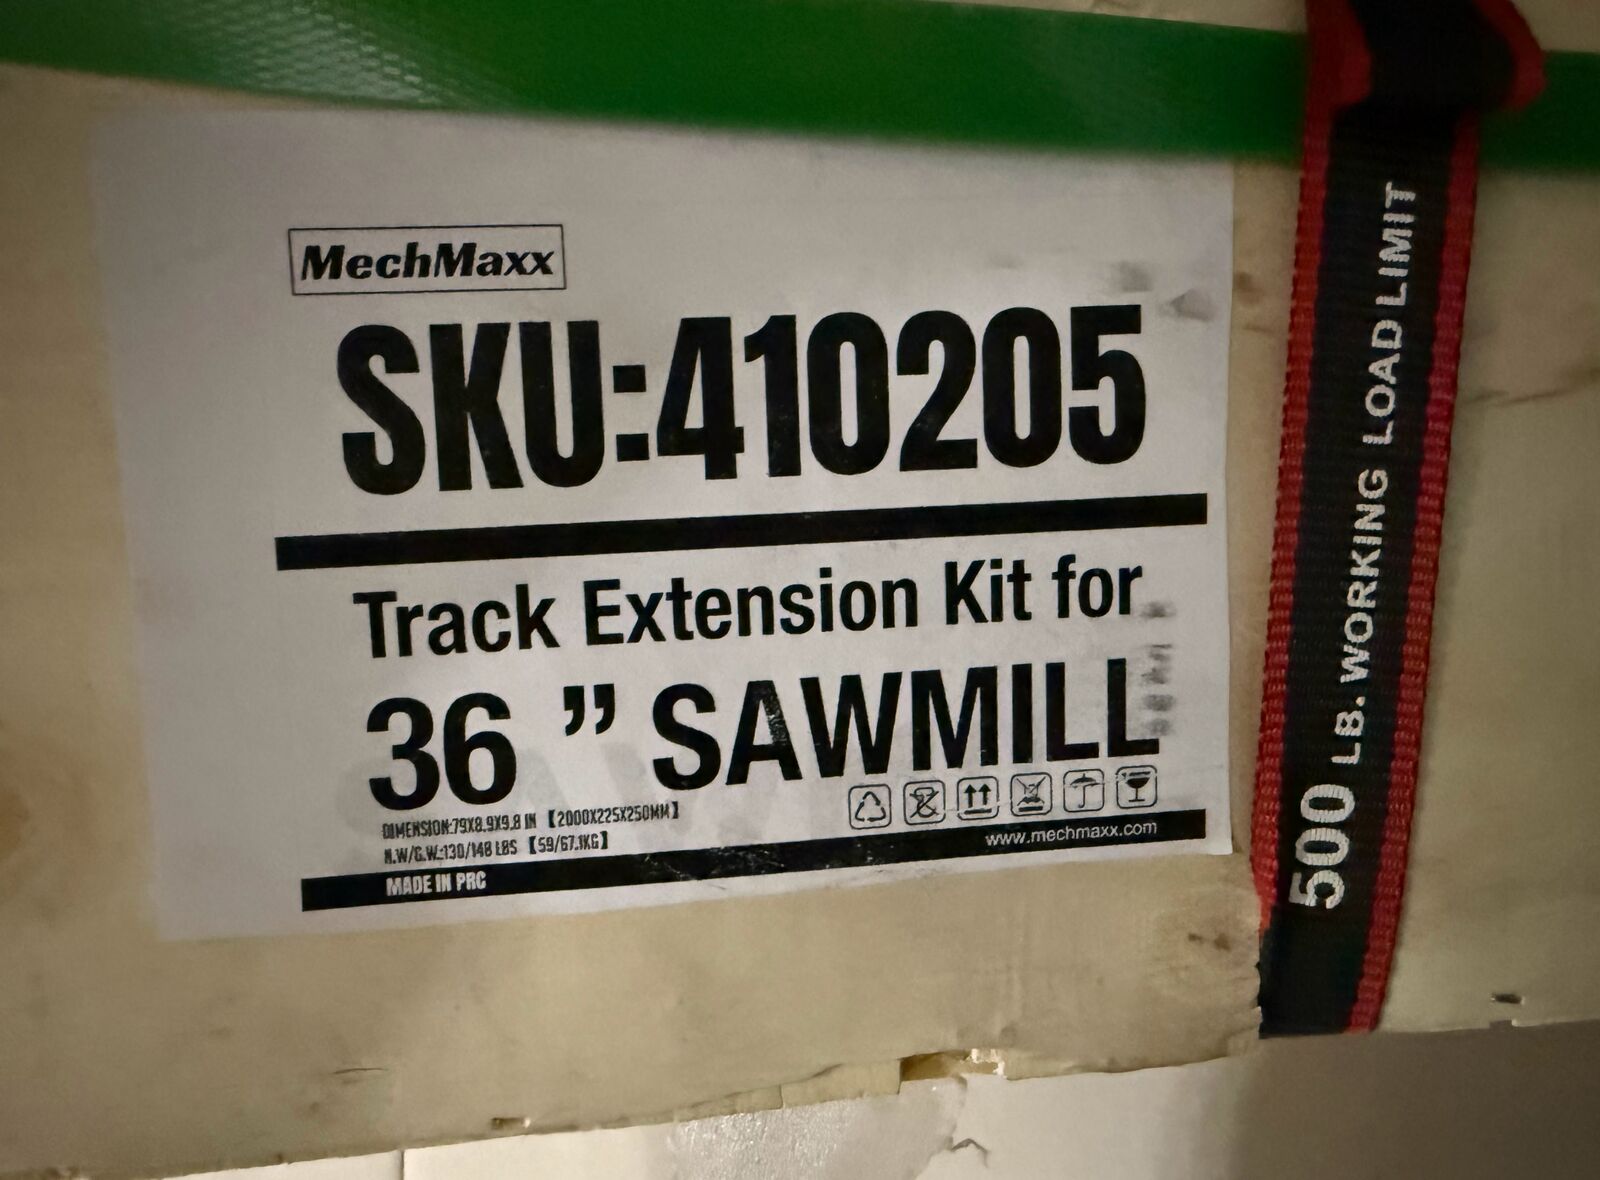 MechMaxx
SKU:410205
Track Extension Kit for
36 ” SAWMILL
DIMENSION:79X8.9X9.8 IN 【2000X225X250MM】
N.W/G.W.:130/148 LBS 【59/67.1KG】
www.mechmaxx.com
MADE IN PRC
500 LB. WORKING LOAD LIMIT